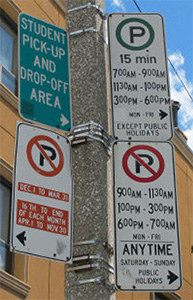 STUDENT
PICK-UP
AND
DROP-OFF
AREA
P
15 min
7:00AM - 9:00AM
11:30AM - 1:00PM
3:00PM - 6:00PM
MON - FRI
EXCEPT PUBLIC
HOLIDAYS
P
DEC. 1 TO MAR 31
16TH TO END
OF EACH MONTH
APR. 1 TO NOV. 30
P
9:00AM - 11:30AM
1:00PM - 3:00PM
6:00PM - 7:00AM
MON - FRI
ANYTIME
SATURDAY - SUNDAY
PUBLIC
HOLIDAYS